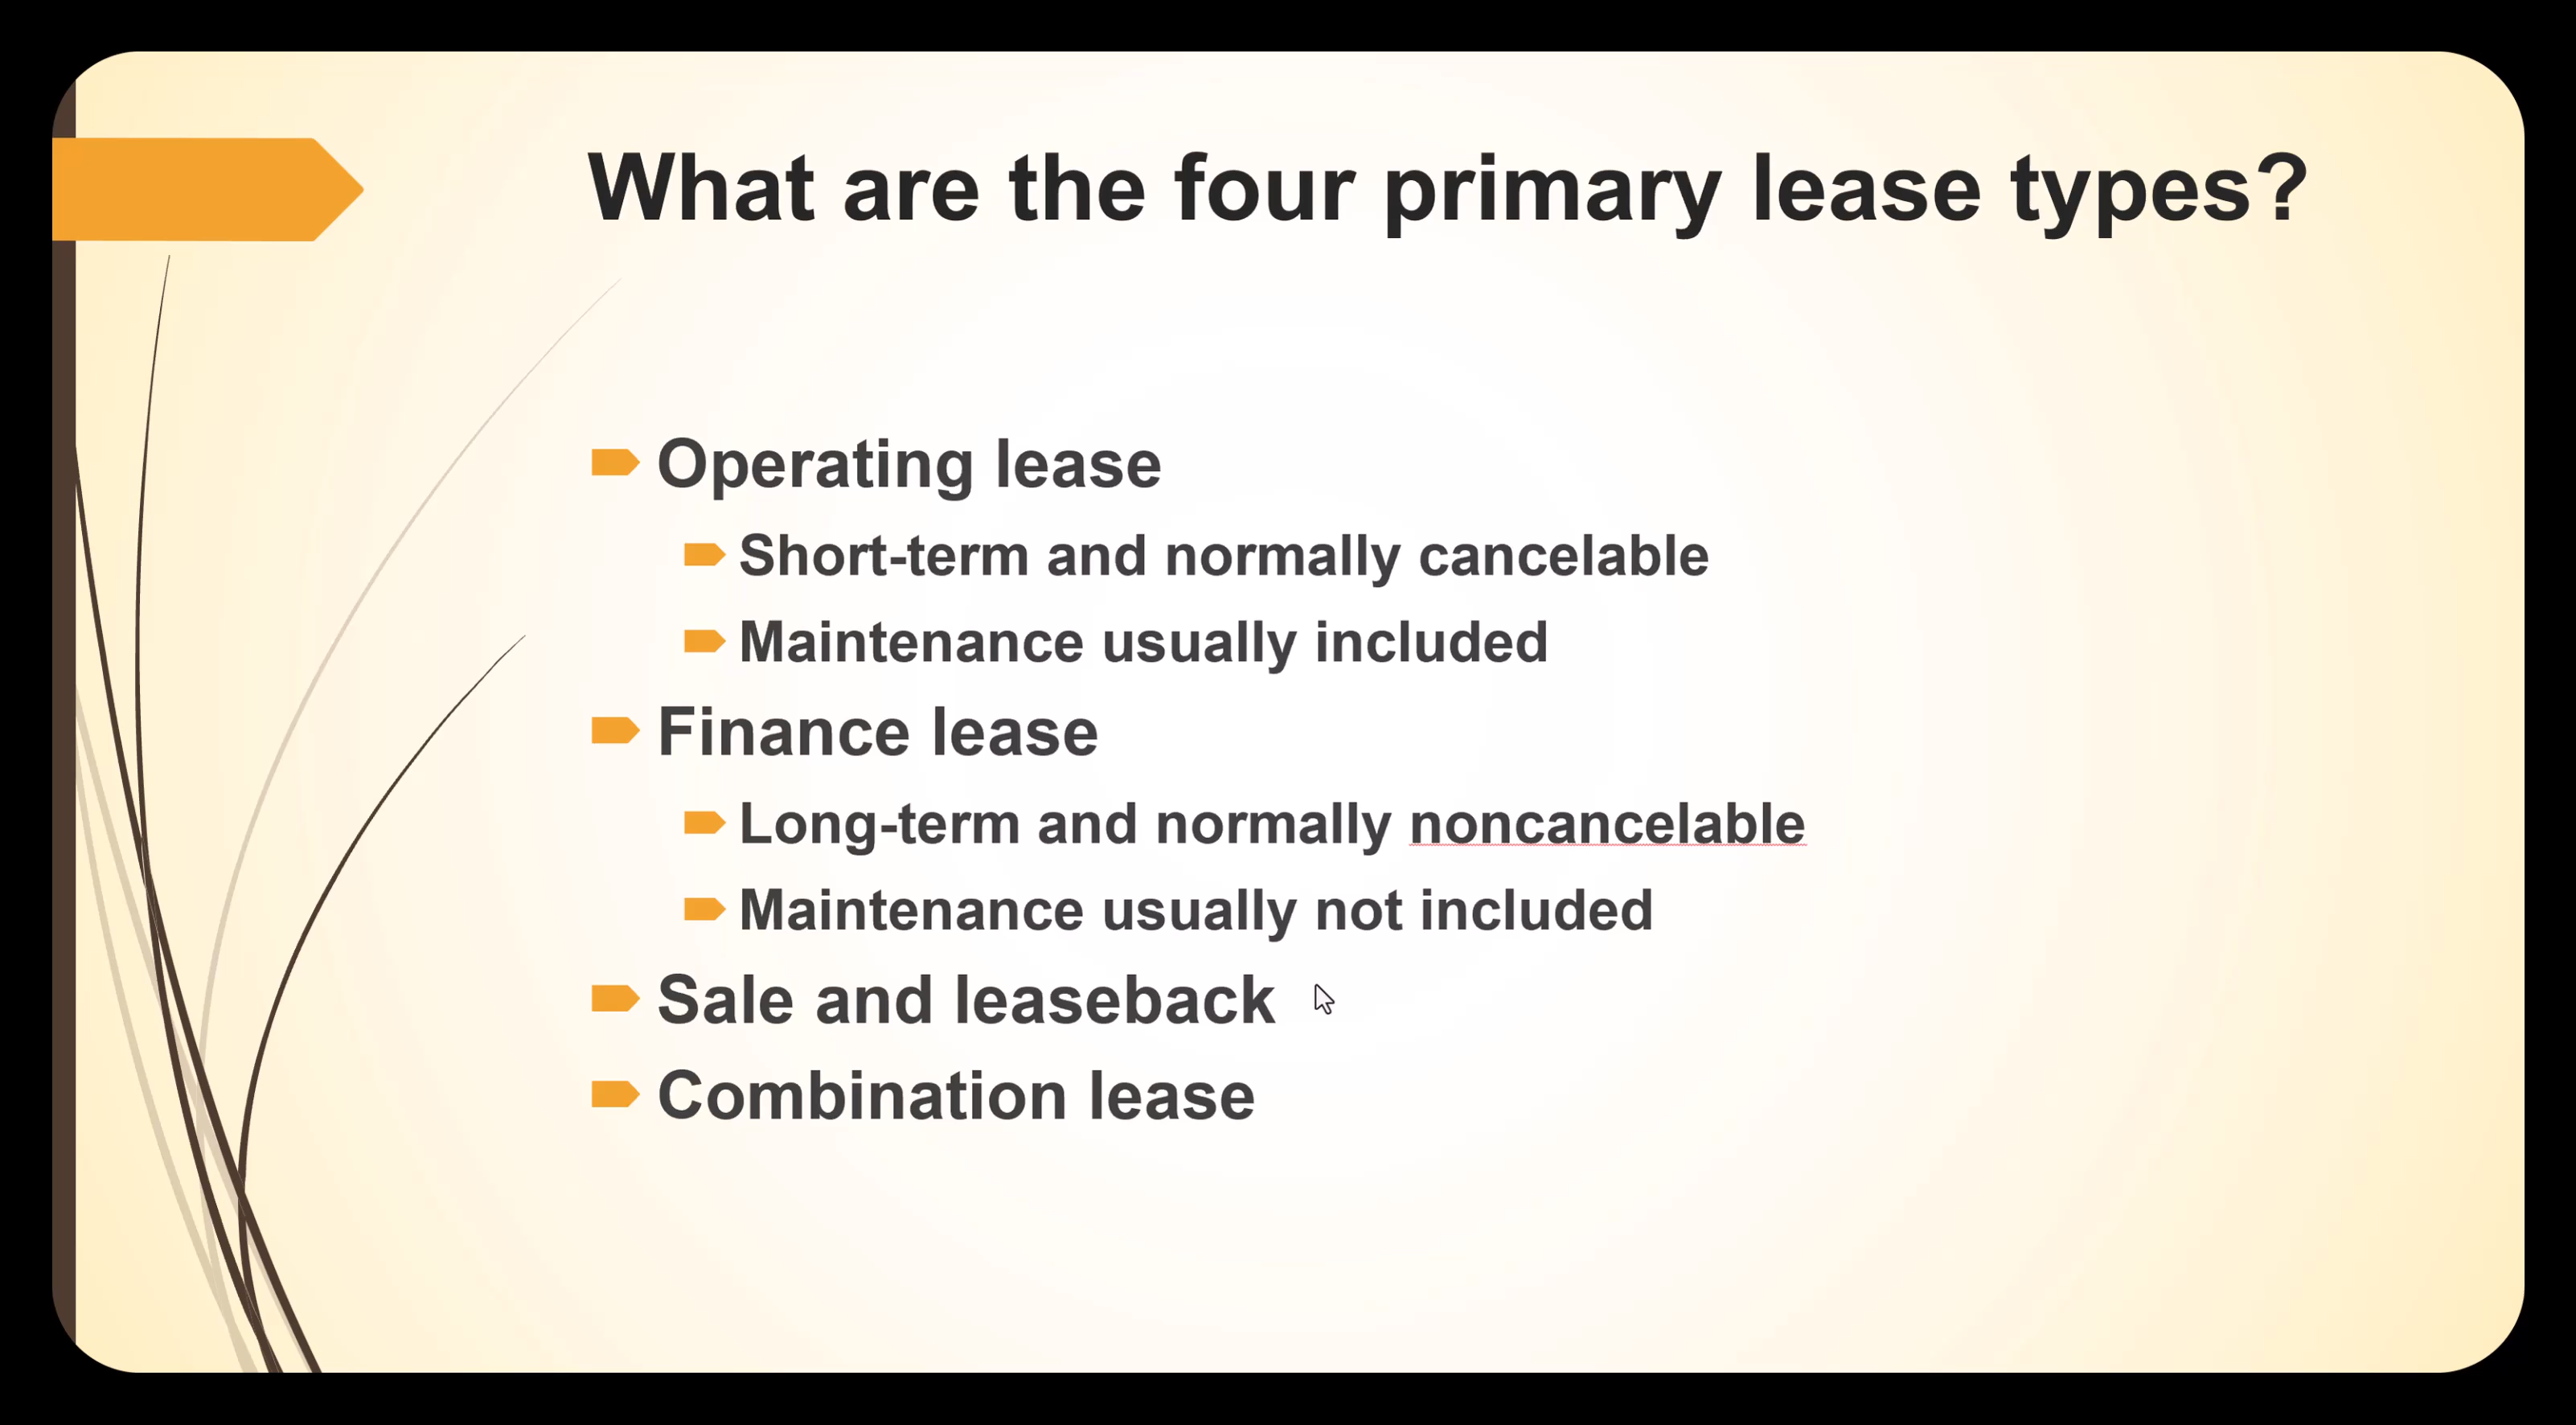 What are the four primary lease types?
Operating lease
Short-term and normally cancelable
Maintenance usually included
Finance lease
Long-term and normally noncancelable
Maintenance usually not included
Sale and leaseback
Combination lease